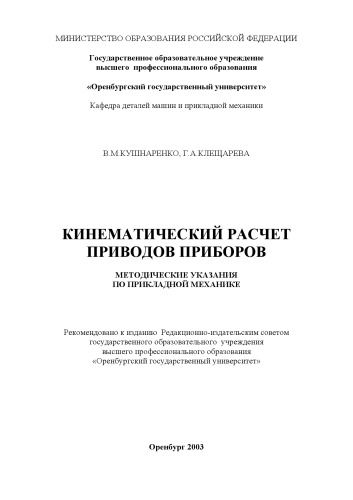 МИНИСТЕРСТВО ОБРАЗОВАНИЯ РОССИЙСКОЙ ФЕДЕРАЦИИ
Государственное образовательное учреждение
высшего профессионального образования
«Оренбургский государственный университет»
Кафедра деталей машин и прикладной механики
В.М.КУШНАРЕНКО, Г.А.КЛЕЩАРЕВА
КИНЕМАТИЧЕСКИЙ РАСЧЕТ
ПРИВОДОВ ПРИБОРОВ
МЕТОДИЧЕСКИЕ УКАЗАНИЯ
ПО ПРИКЛАДНОЙ МЕХАНИКЕ
Рекомендовано к изданию Редакционно-издательским советом
государственного образовательного учреждения
высшего профессионального образования
«Оренбургский государственный университет»
Оренбург 2003